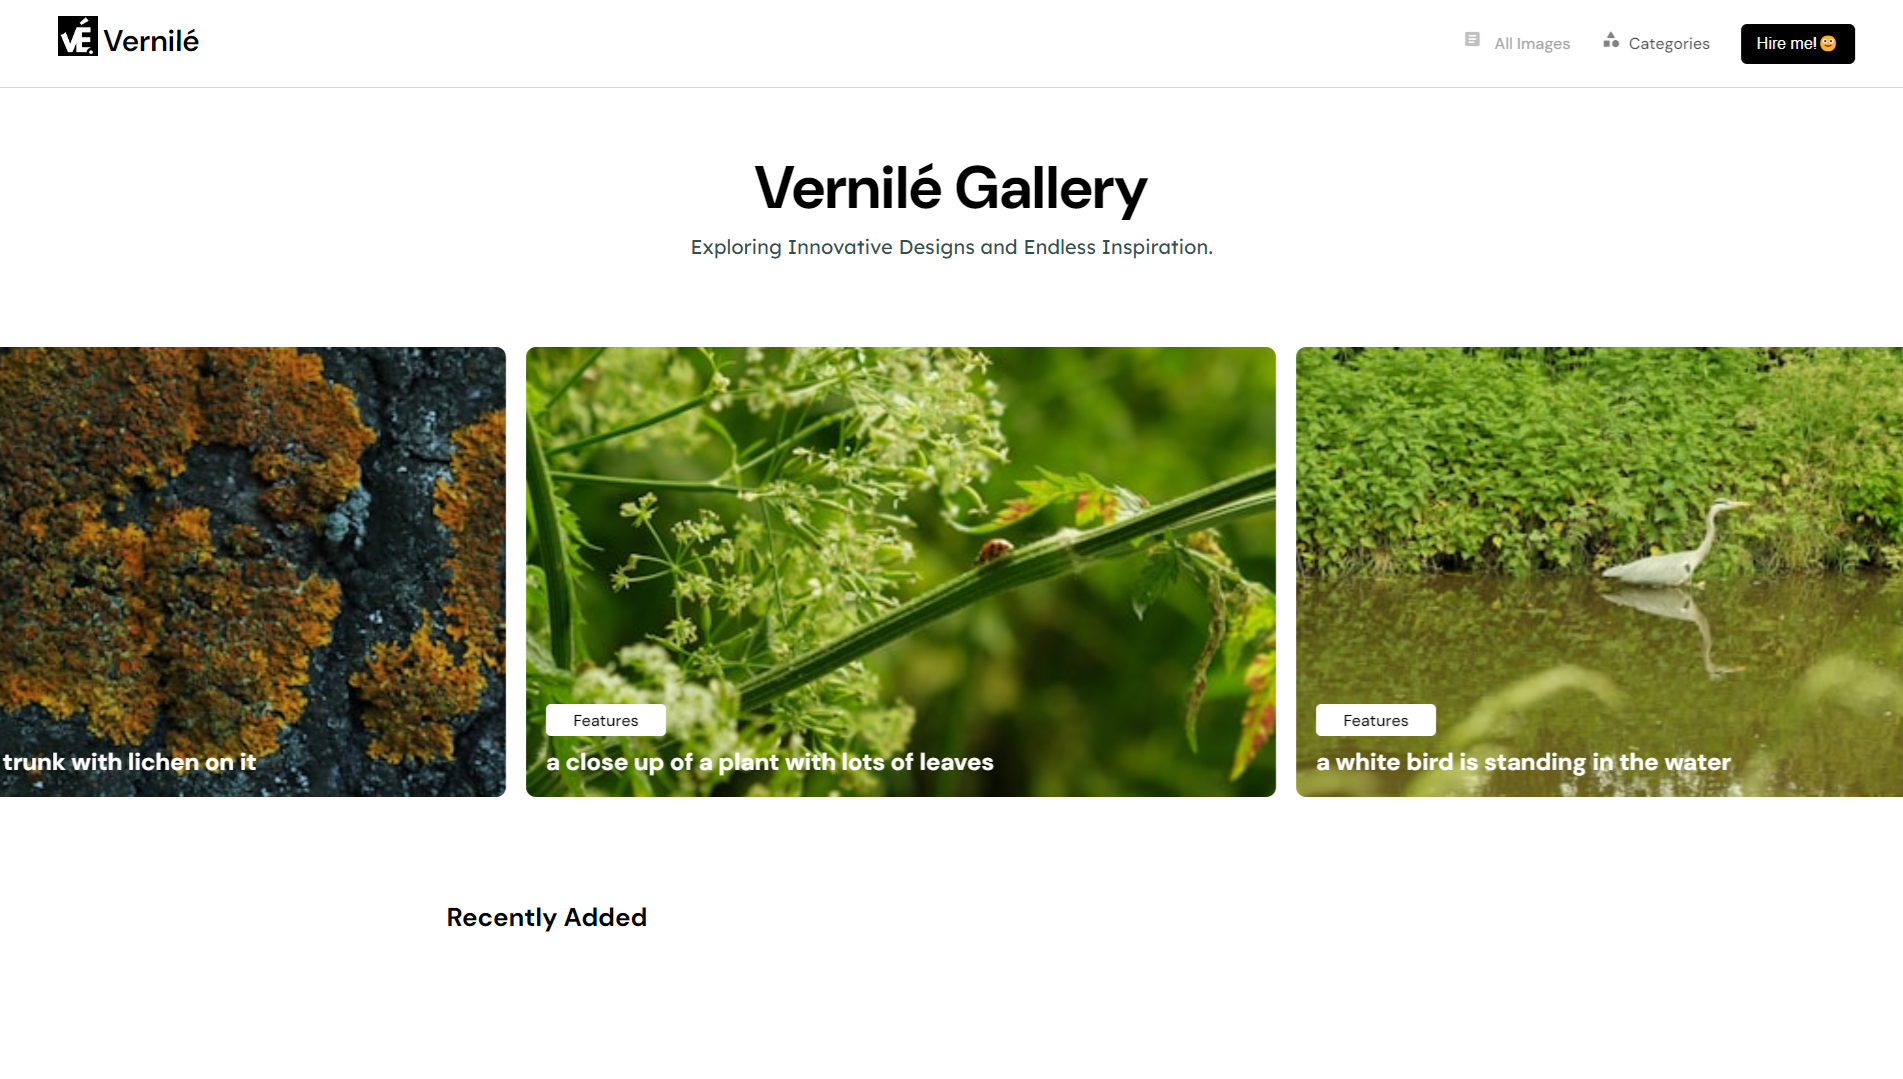 VÉ. Vernilé
All Images
Categories
Hire me!
Vernilé Gallery
Exploring Innovative Designs and Endless Inspiration.
trunk with lichen on it
Features
a close up of a plant with lots of leaves
Features
a white bird is standing in the water
Recently Added